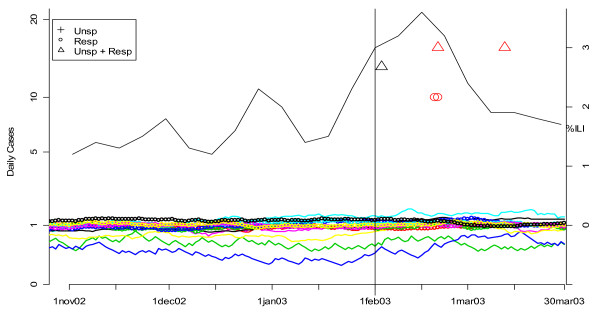 20
10
5
1
0
Daily Cases
Unsp
Resp
Unsp + Resp
3
2
1
0
%ILI
1nov02 1dec02 1jan03 1feb03 1mar03 30mar03